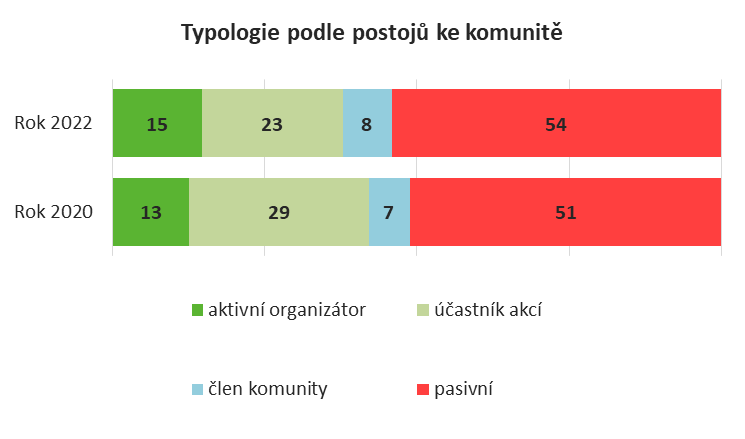 Typologie podle postojů ke komunitě
Rok 2022 15 23 8 54
Rok 2020 13 29 7 51
aktivní organizátor účastník akcí
člen komunity pasivní